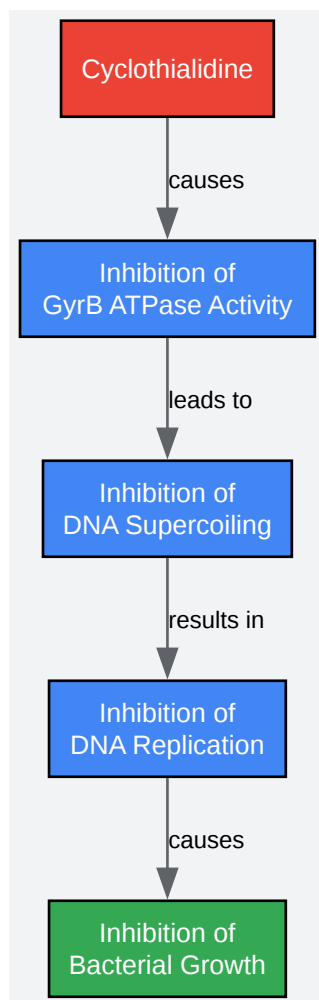 Cyclothialidine
causes
Inhibition of
GyrB ATPase Activity
leads to
Inhibition of
DNA Supercoiling
results in
Inhibition of
DNA Replication
causes
Inhibition of
Bacterial Growth